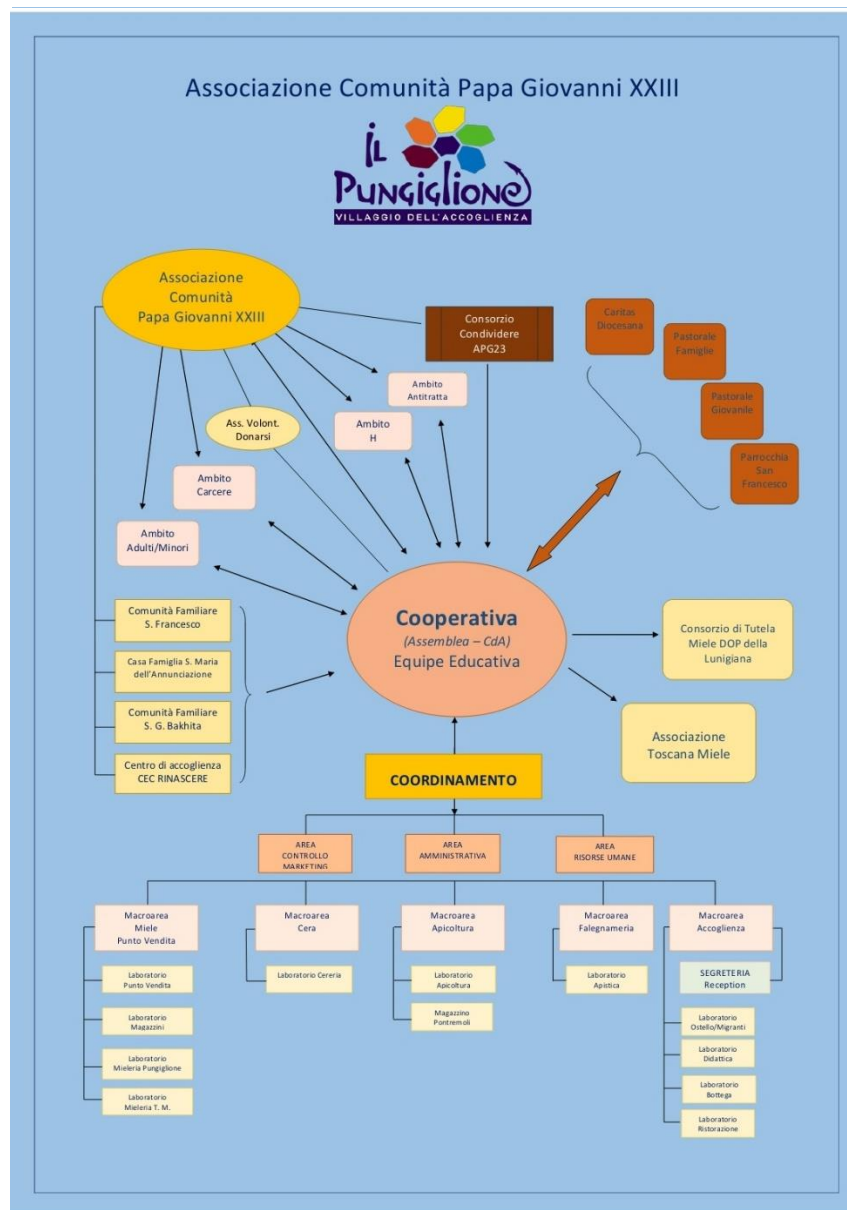 Associazione Comunità Papa Giovanni XXIII
iL
PUNGiGliONE
VILLAGGIO DELL'ACCOGLIENZA
Associazione
Comunità
Papa Giovanni XXIII
Consorzio
Condividere
APG23
Caritas
Diocesana
Pastorale
Famiglie
Pastorale
Giovanile
Parrocchia
San
Francesco
Ambito
Antitratta
Ass. Volont.
Donarsi
Ambito
H
Ambito
Carcere
Ambito
Adulti/Minori
Comunità Familiare
S. Francesco
Casa Famiglia S. Maria
dell'Annunciazione
Comunità Familiare
S. G. Bakhita
Centro di accoglienza
CEC RINASCERE
Cooperativa
(Assemblea – CdA)
Equipe Educativa
Consorzio di Tutela
Miele DOP della
Lunigiana
Associazione
Toscana Miele
COORDINAMENTO
AREA
CONTROLLO
MARKETING
AREA
AMMINISTRATIVA
AREA
RISORSE UMANE
Macroarea
Miele
Punto Vendita
Macroarea
Cera
Macroarea
Apicoltura
Macroarea
Falegnameria
Macroarea
Accoglienza
Laboratorio
Punto Vendita
Laboratorio
Magazzini
Laboratorio
Mieleria Pungiglione
Laboratorio
Mieleria T. M.
Laboratorio Cereria
Laboratorio
Apicoltura
Magazzino
Pontremoli
Laboratorio
Apistica
SEGRETERIA
Reception
Laboratorio
Ostello/Migranti
Laboratorio
Didattica
Laboratorio
Bottega
Laboratorio
Ristorazione